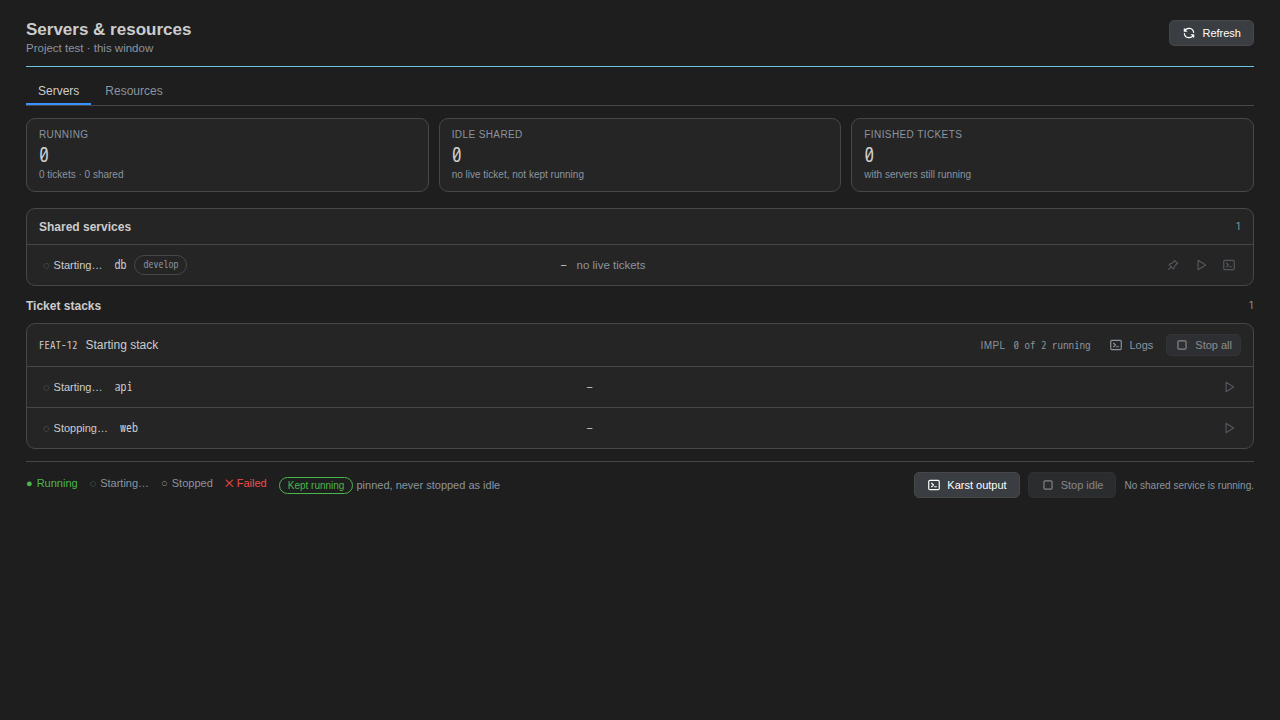 Servers & resources
Project test · this window
Refresh
Servers Resources
RUNNING
0
0 tickets · 0 shared
IDLE SHARED
0
no live ticket, not kept running
FINISHED TICKETS
0
with servers still running
Shared services 1
Starting… db develop – no live tickets
Ticket stacks 1
FEAT-12 Starting stack IMPL 0 of 2 running Logs Stop all
Starting… api –
Stopping… web –
Running Starting… Stopped Failed Kept running pinned, never stopped as idle Karst output Stop idle No shared service is running.